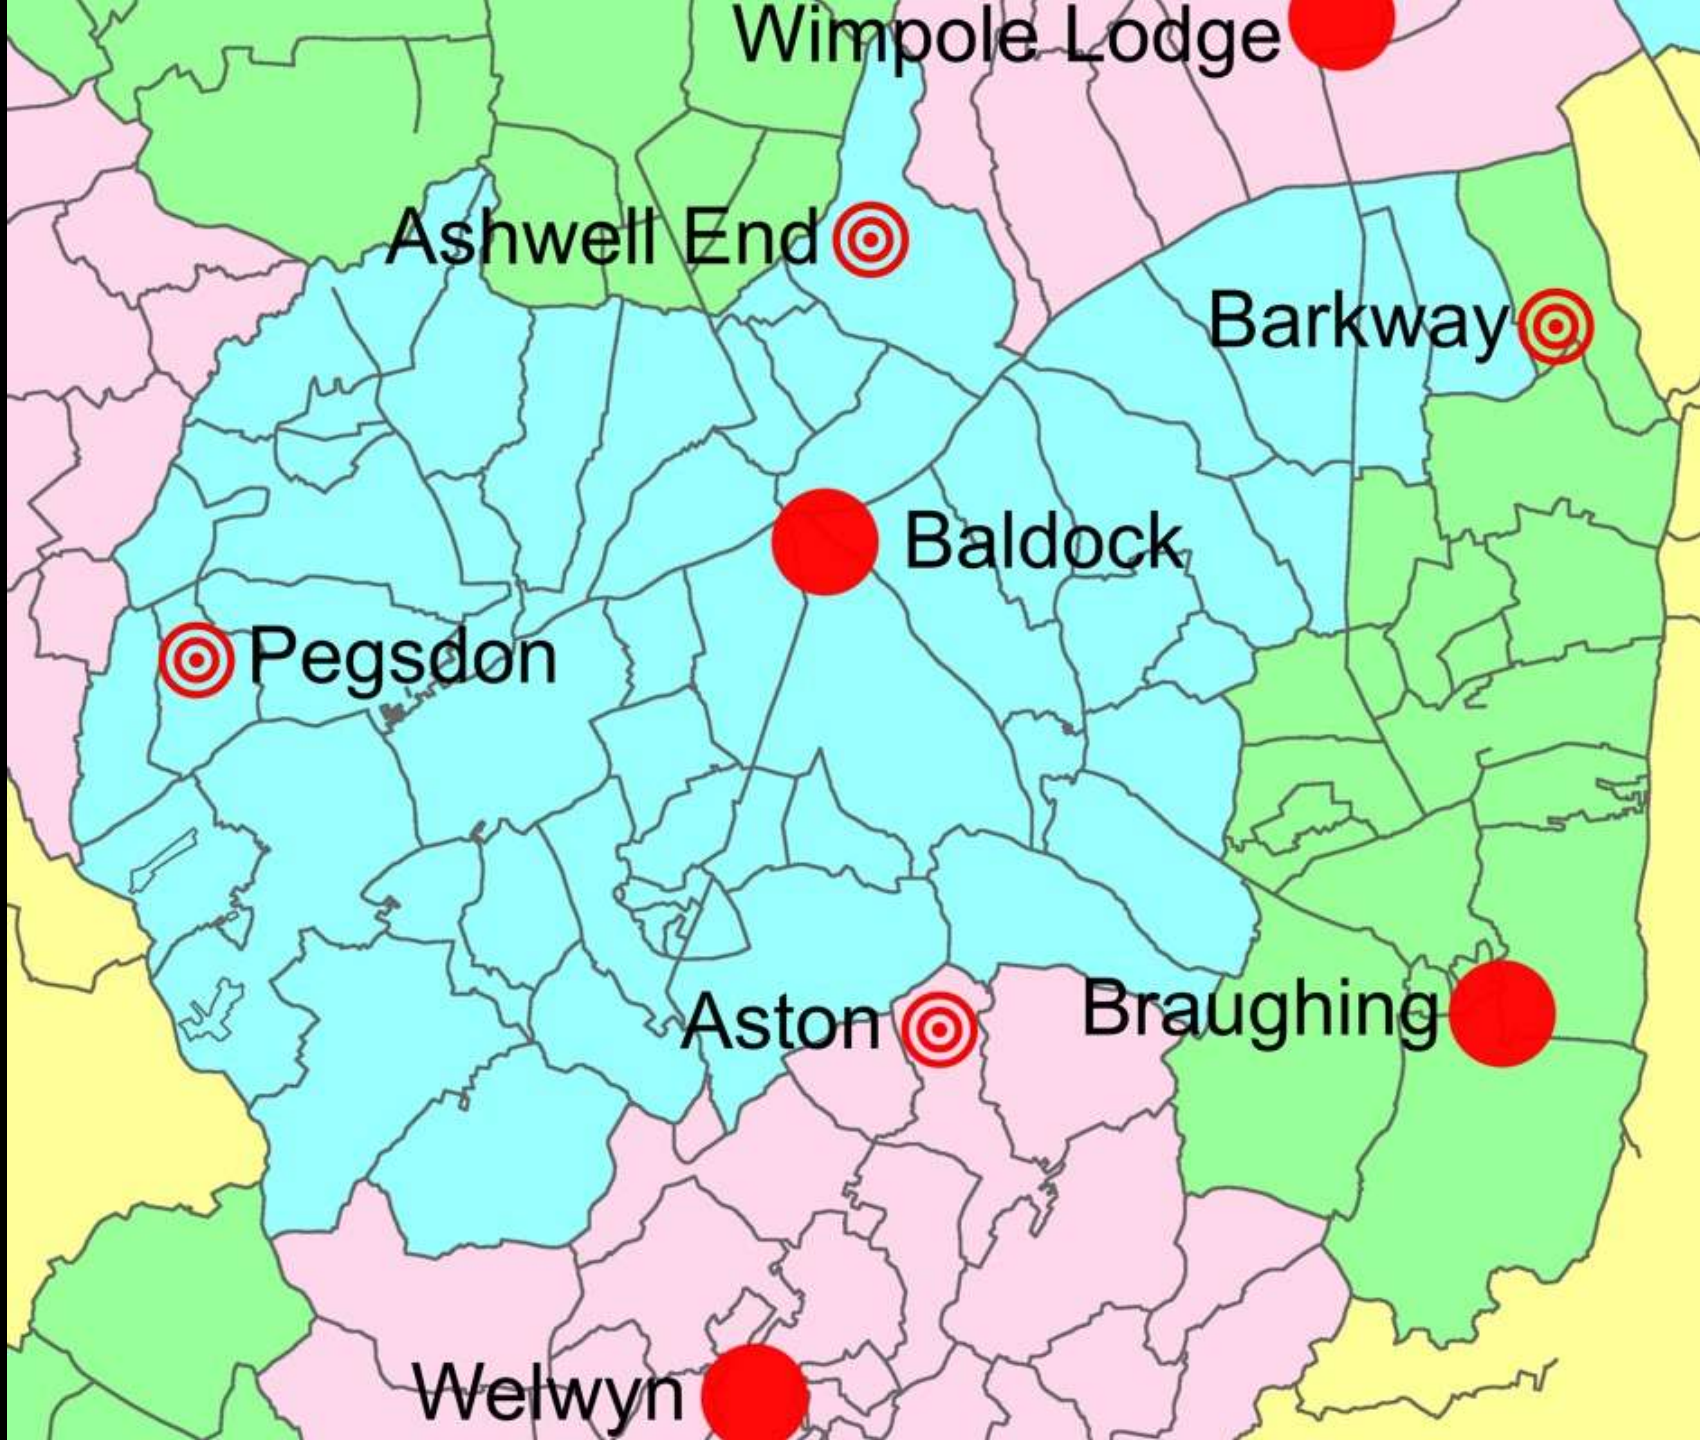 Wimpole Lodge
Ashwell End
Barkway
Baldock
Pegsdon
Aston
Braughing
Welwyn